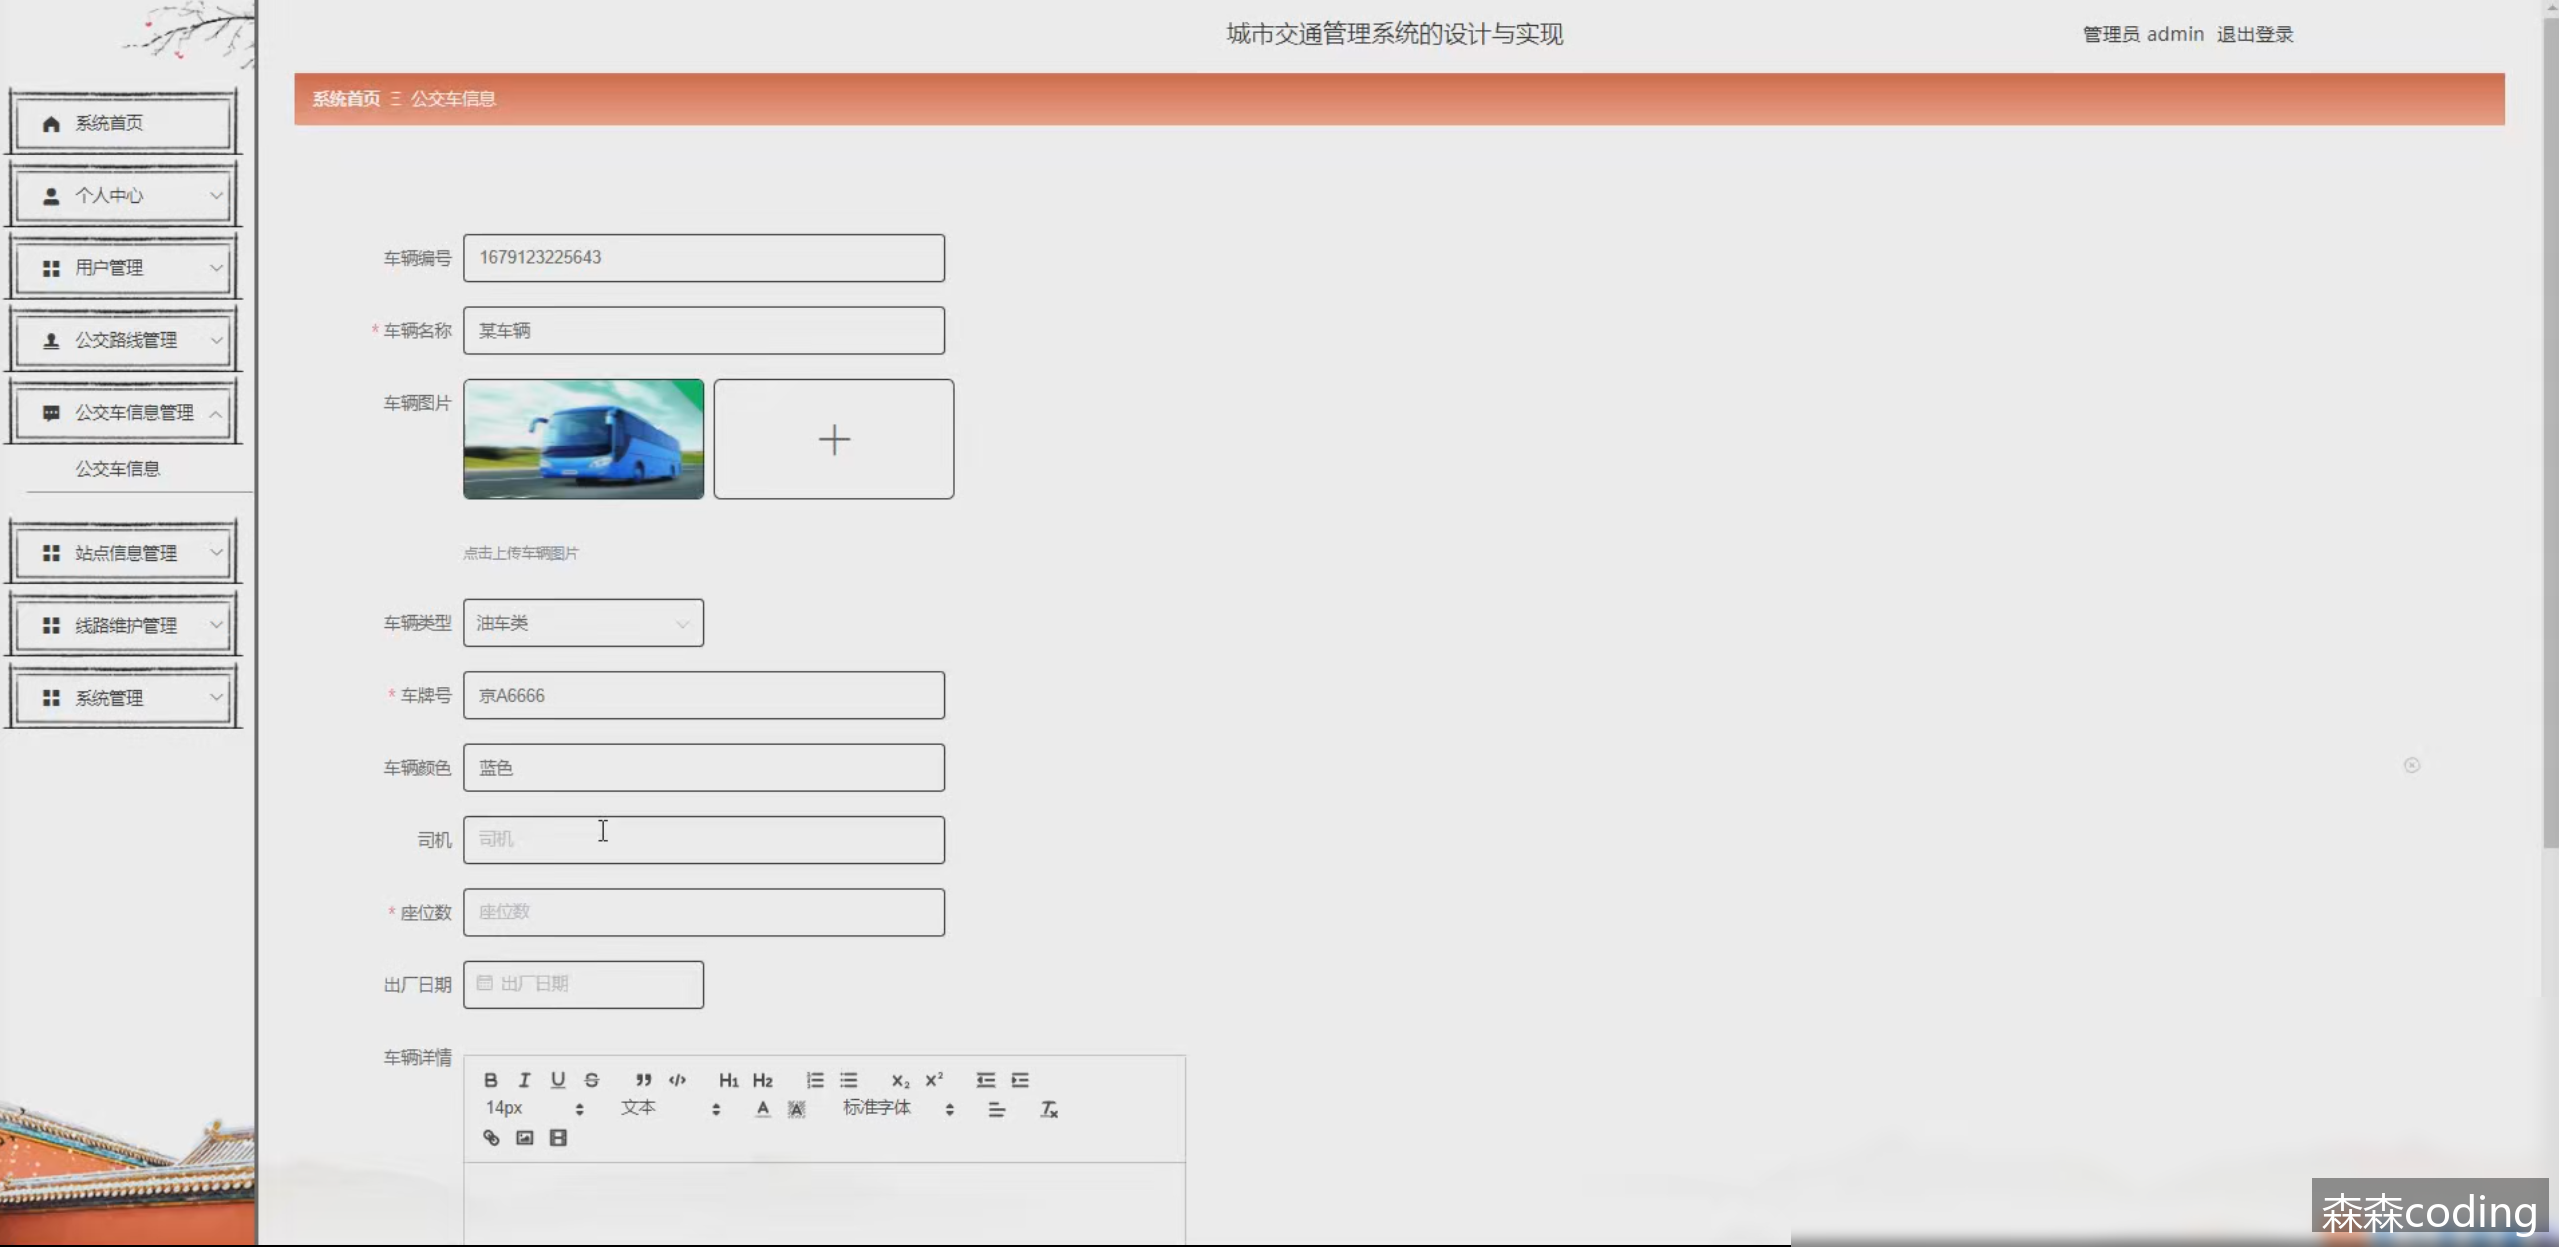 城市交通管理系统的设计与实现
管理员 admin 退出登录
系统首页 公交车信息
系统首页
个人中心
用户管理
公交路线管理
公交车信息管理
公交车信息
站点信息管理
线路维护管理
系统管理
车辆编号 1679123225643
* 车辆名称 某车辆
车辆图片
点击上传车辆图片
车辆类型 油车类
* 车牌号 京A6666
车辆颜色 蓝色
司机 司机
* 座位数 座位数
出厂日期 出厂日期
车辆详情
B I U S H1 H2 X2 X2
14px 文本 A A 标准字体 Tx
森森coding